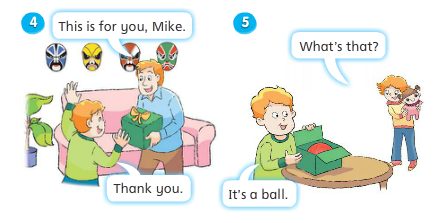 4
This is for you, Mike.
Thank you.
5
What's that?
It's a ball.